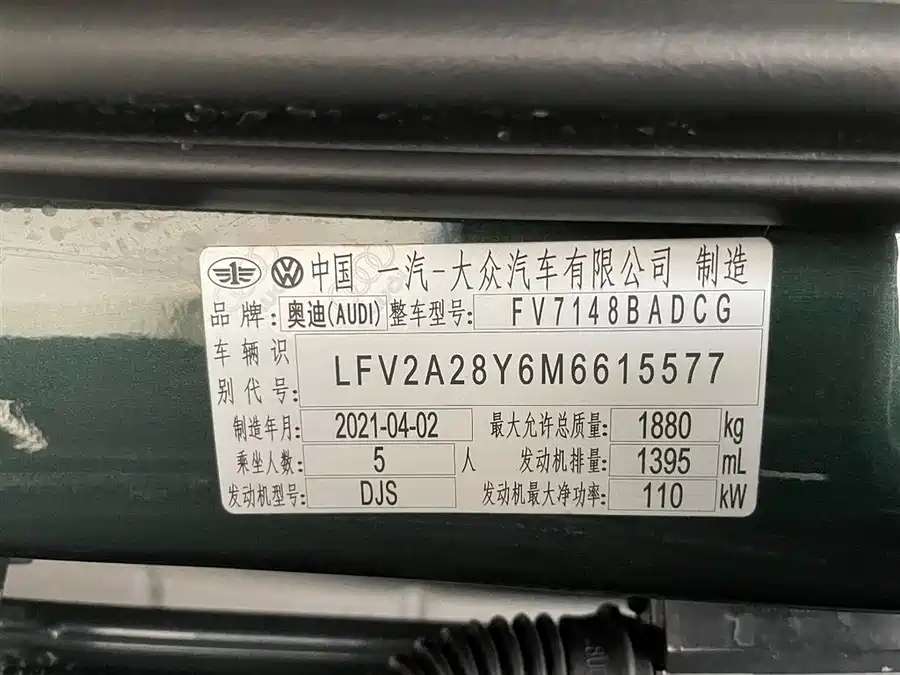 中国 一汽-大众汽车有限公司 制造
品牌: 奥迪(AUDI) 整车型号: FV7148BADCG
车辆识别代号: LFV2A28Y6M6615577
制造年月: 2021-04-02 最大允许总质量: 1880 kg
乘坐人数: 5 人 发动机排量: 1395 mL
发动机型号: DJS 发动机最大净功率: 110 kW